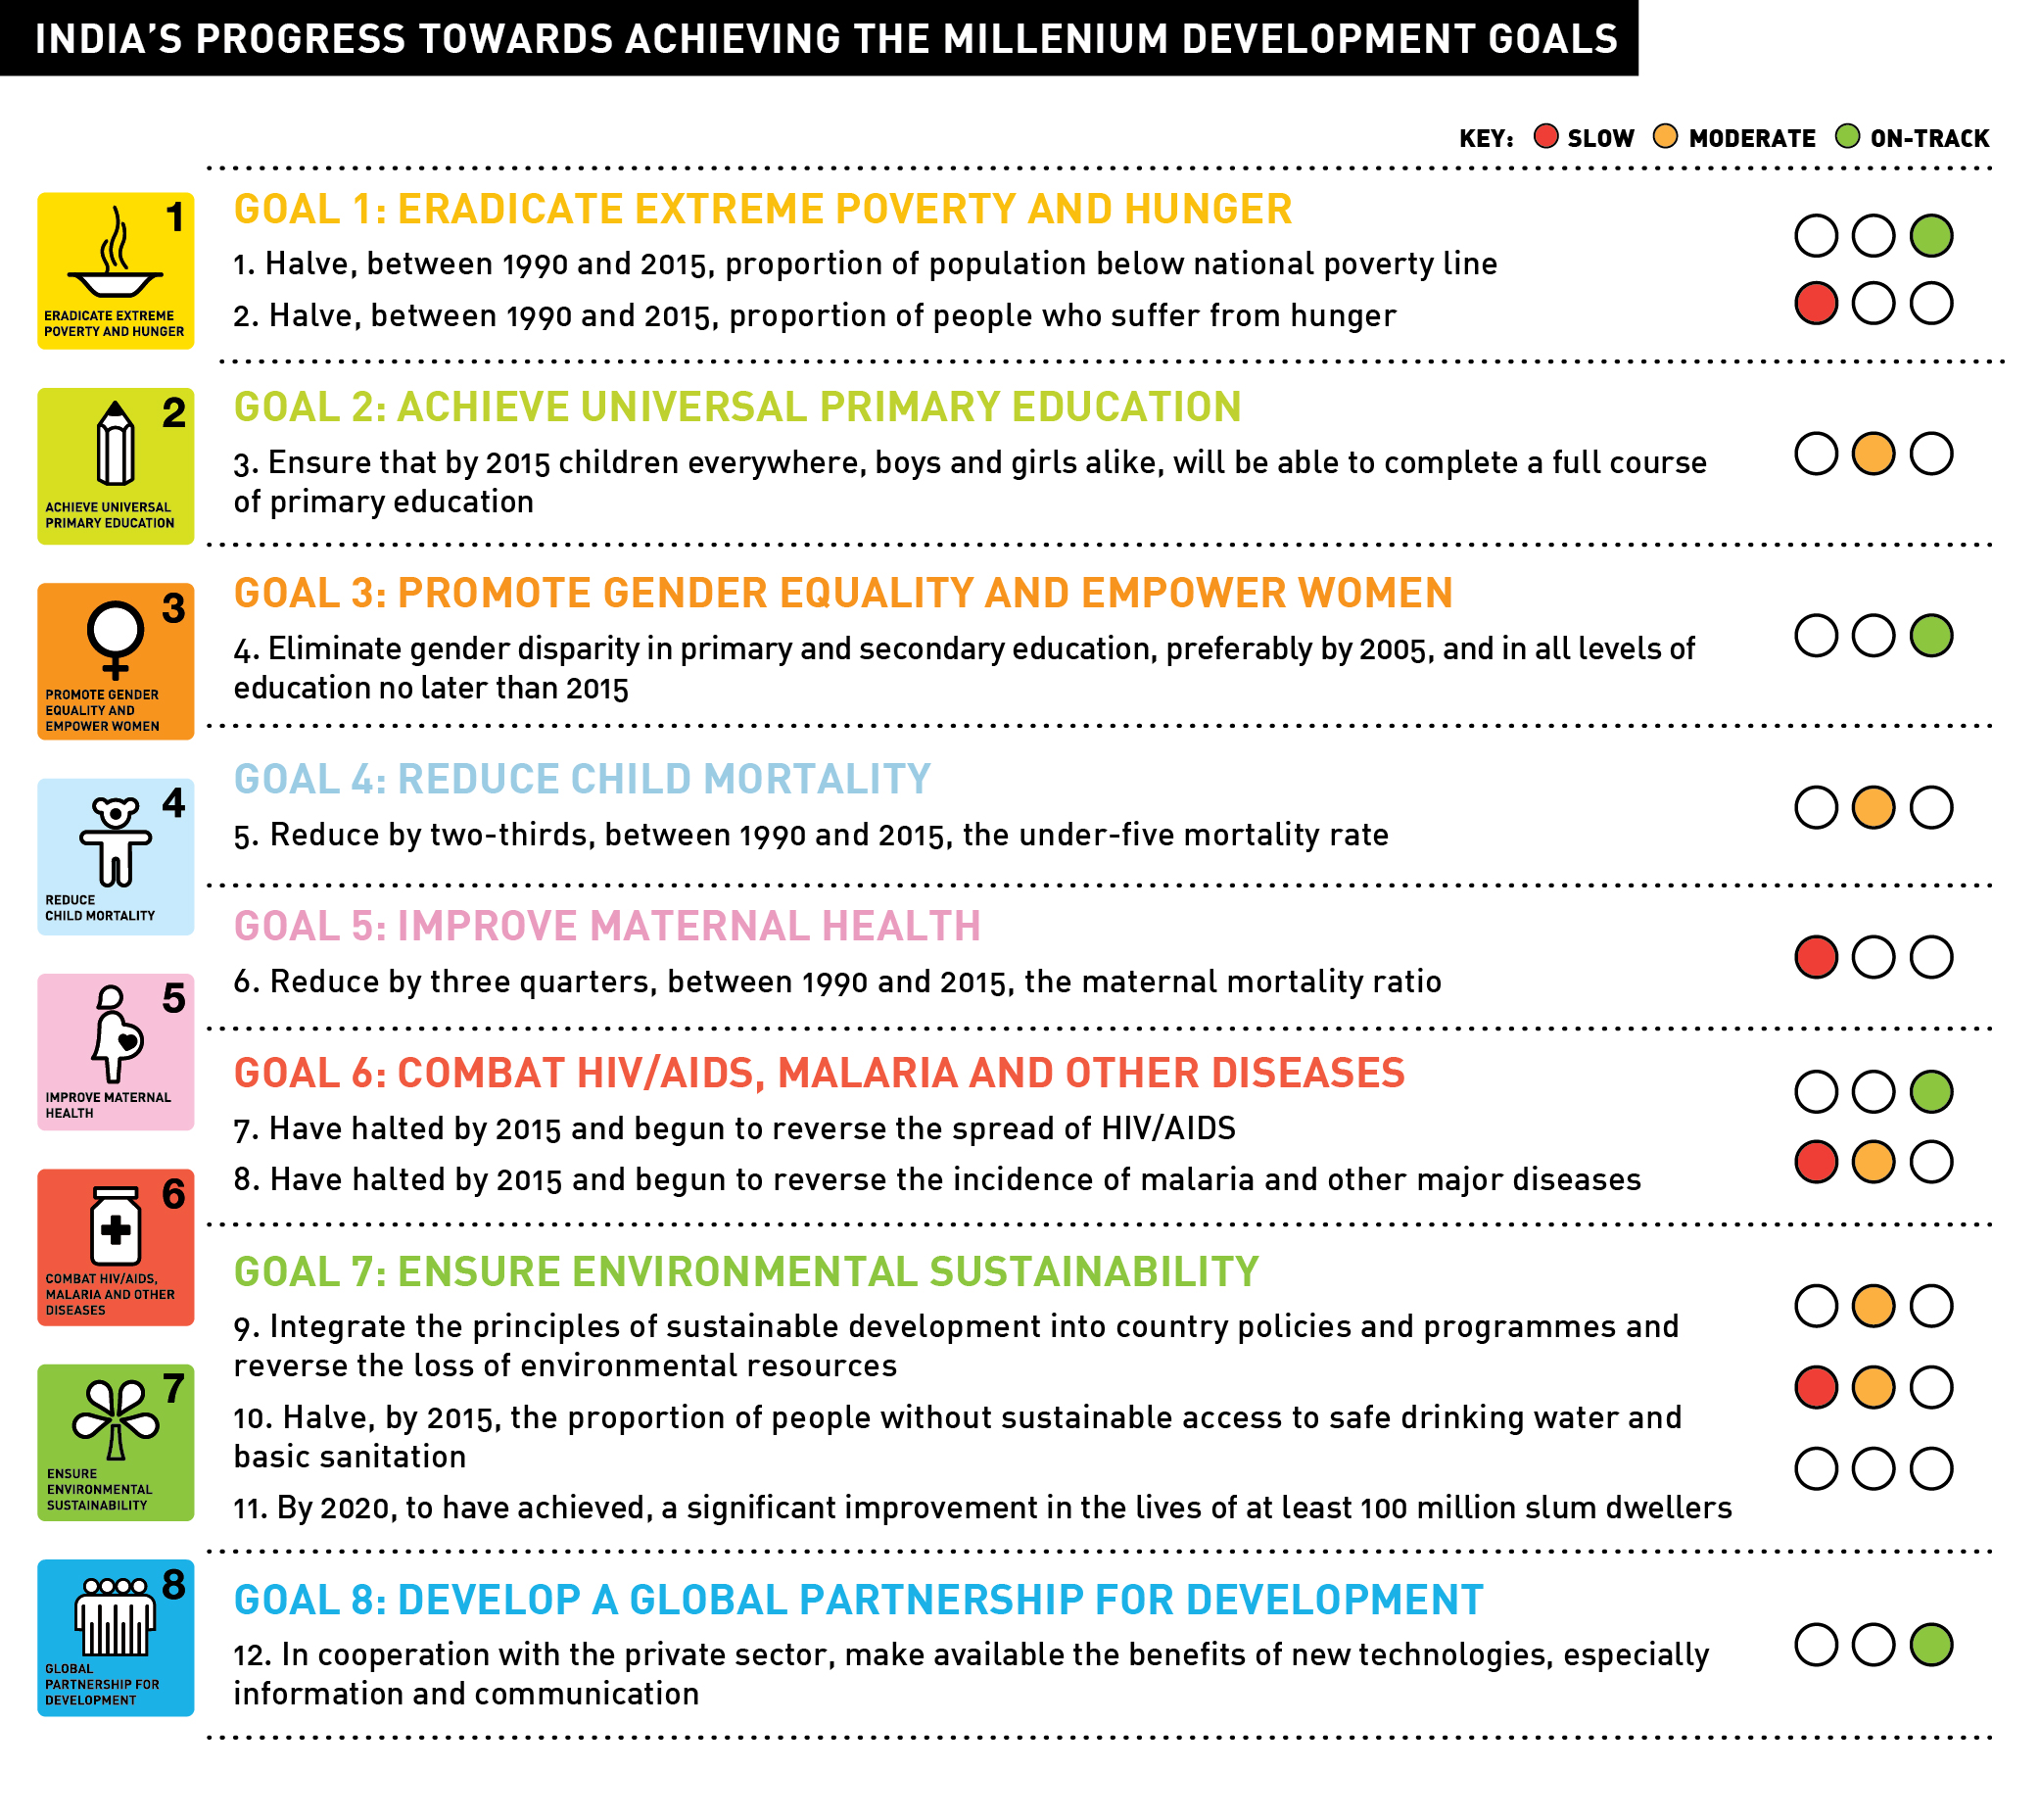 INDIA'S PROGRESS TOWARDS ACHIEVING THE MILLENIUM DEVELOPMENT GOALS
KEY: SLOW MODERATE ON-TRACK
1
ERADICATE EXTREME
POVERTY AND HUNGER
GOAL 1: ERADICATE EXTREME POVERTY AND HUNGER
1. Halve, between 1990 and 2015, proportion of population below national poverty line
2. Halve, between 1990 and 2015, proportion of people who suffer from hunger
2
ACHIEVE UNIVERSAL
PRIMARY EDUCATION
GOAL 2: ACHIEVE UNIVERSAL PRIMARY EDUCATION
3. Ensure that by 2015 children everywhere, boys and girls alike, will be able to complete a full course
of primary education
3
PROMOTE GENDER
EQUALITY AND
EMPOWER WOMEN
GOAL 3: PROMOTE GENDER EQUALITY AND EMPOWER WOMEN
4. Eliminate gender disparity in primary and secondary education, preferably by 2005, and in all levels of
education no later than 2015
4
REDUCE
CHILD MORTALITY
GOAL 4: REDUCE CHILD MORTALITY
5. Reduce by two-thirds, between 1990 and 2015, the under-five mortality rate
5
IMPROVE MATERNAL
HEALTH
GOAL 5: IMPROVE MATERNAL HEALTH
6. Reduce by three quarters, between 1990 and 2015, the maternal mortality ratio
6
COMBAT HIV/AIDS,
MALARIA AND OTHER
DISEASES
GOAL 6: COMBAT HIV/AIDS, MALARIA AND OTHER DISEASES
7. Have halted by 2015 and begun to reverse the spread of HIV/AIDS
8. Have halted by 2015 and begun to reverse the incidence of malaria and other major diseases
7
ENSURE
ENVIRONMENTAL
SUSTAINABILITY
GOAL 7: ENSURE ENVIRONMENTAL SUSTAINABILITY
9. Integrate the principles of sustainable development into country policies and programmes and
reverse the loss of environmental resources
10. Halve, by 2015, the proportion of people without sustainable access to safe drinking water and
basic sanitation
11. By 2020, to have achieved, a significant improvement in the lives of at least 100 million slum dwellers
8
GLOBAL
PARTNERSHIP FOR
DEVELOPMENT
GOAL 8: DEVELOP A GLOBAL PARTNERSHIP FOR DEVELOPMENT
12. In cooperation with the private sector, make available the benefits of new technologies, especially
information and communication